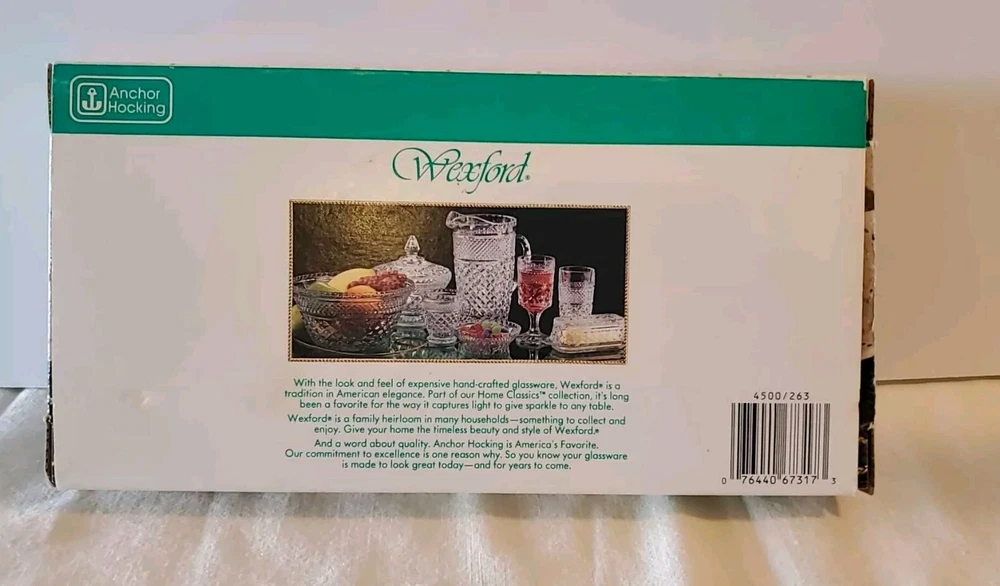 Anchor
Hocking
Wexford®
With the look and feel of expensive hand-crafted glassware, Wexford® is a
tradition in American elegance. Part of our Home Classics™ collection, it's long
been a favorite for the way it captures light to give sparkle to any table.
Wexford® is a family heirloom in many households—something to collect and
enjoy. Give your home the timeless beauty and style of Wexford.®
And a word about quality. Anchor Hocking is America's Favorite.
Our commitment to excellence is one reason why. So you know your glassware
is made to look great today—and for years to come.
4500/263
0 76440 67317 3